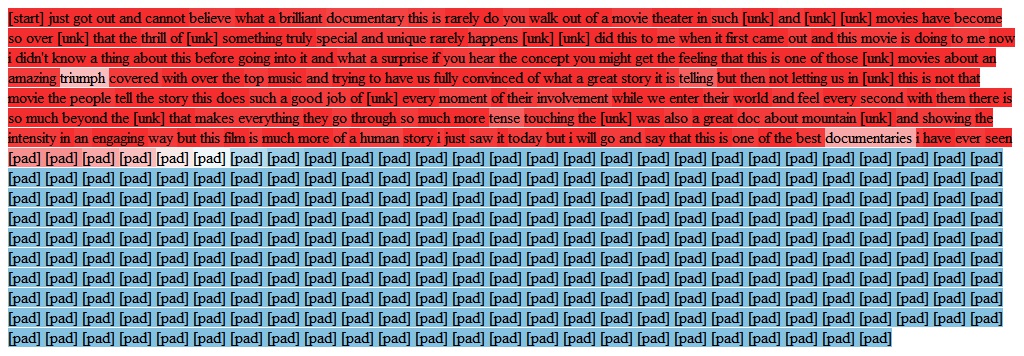 [start] just got out and cannot believe what a brilliant documentary this is rarely do you walk out of a movie theater in such [unk] and [unk] [unk] movies have become
so over [unk] that the thrill of [unk] something truly special and unique rarely happens [unk] [unk] did this to me when it first came out and this movie is doing to me now
i didn't know a thing about this before going into it and what a surprise if you hear the concept you might get the feeling that this is one of those [unk] movies about an
amazing triumph covered with over the top music and trying to have us fully convinced of what a great story it is telling but then not letting us in [unk] this is not that
movie the people tell the story this does such a good job of [unk] every moment of their involvement while we enter their world and feel every second with them there is
so much beyond the [unk] that makes everything they go through so much more tense touching the [unk] was also a great doc about mountain [unk] and showing the
intensity in an engaging way but this film is much more of a human story i just saw it today but i will go and say that this is one of the best documentaries i have ever seen
[pad] [pad] [pad] [pad] [pad] [pad] [pad] [pad] [pad] [pad] [pad] [pad] [pad] [pad] [pad] [pad] [pad] [pad] [pad] [pad] [pad] [pad] [pad] [pad] [pad] [pad] [pad]
[pad] [pad] [pad] [pad] [pad] [pad] [pad] [pad] [pad] [pad] [pad] [pad] [pad] [pad] [pad] [pad] [pad] [pad] [pad] [pad] [pad] [pad] [pad] [pad] [pad] [pad] [pad]
[pad] [pad] [pad] [pad] [pad] [pad] [pad] [pad] [pad] [pad] [pad] [pad] [pad] [pad] [pad] [pad] [pad] [pad] [pad] [pad] [pad] [pad] [pad] [pad] [pad] [pad] [pad]
[pad] [pad] [pad] [pad] [pad] [pad] [pad] [pad] [pad] [pad] [pad] [pad] [pad] [pad] [pad] [pad] [pad] [pad] [pad] [pad] [pad] [pad] [pad] [pad] [pad] [pad] [pad]
[pad] [pad] [pad] [pad] [pad] [pad] [pad] [pad] [pad] [pad] [pad] [pad] [pad] [pad] [pad] [pad] [pad] [pad] [pad] [pad] [pad] [pad] [pad] [pad] [pad] [pad] [pad]
[pad] [pad] [pad] [pad] [pad] [pad] [pad] [pad] [pad] [pad] [pad] [pad] [pad] [pad] [pad] [pad] [pad] [pad] [pad] [pad] [pad] [pad] [pad] [pad] [pad] [pad] [pad]
[pad] [pad] [pad] [pad] [pad] [pad] [pad] [pad] [pad] [pad] [pad] [pad] [pad] [pad] [pad] [pad] [pad] [pad] [pad] [pad] [pad] [pad] [pad] [pad] [pad] [pad] [pad]
[pad] [pad] [pad] [pad] [pad] [pad] [pad] [pad] [pad] [pad] [pad] [pad] [pad] [pad] [pad] [pad] [pad] [pad] [pad] [pad] [pad] [pad] [pad] [pad] [pad] [pad] [pad]
[pad] [pad] [pad] [pad] [pad] [pad] [pad] [pad] [pad] [pad] [pad] [pad] [pad] [pad] [pad] [pad] [pad] [pad] [pad] [pad] [pad] [pad] [pad] [pad] [pad] [pad] [pad]
[pad] [pad] [pad] [pad] [pad] [pad] [pad] [pad] [pad] [pad] [pad] [pad] [pad] [pad] [pad] [pad] [pad] [pad] [pad] [pad] [pad] [pad] [pad] [pad]